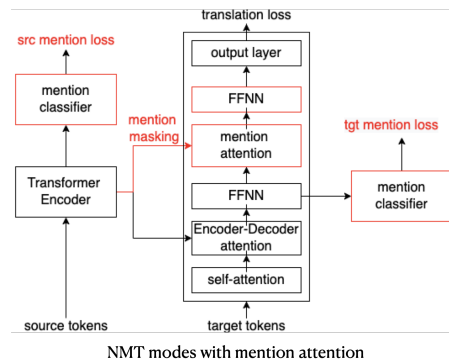 translation loss
src mention loss
output layer
mention
classifier
FFNN
mention
masking
tgt mention loss
mention
attention
Transformer
Encoder
FFNN
mention
classifier
Encoder-Decoder
attention
self-attention
source tokens
target tokens
NMT modes with mention attention